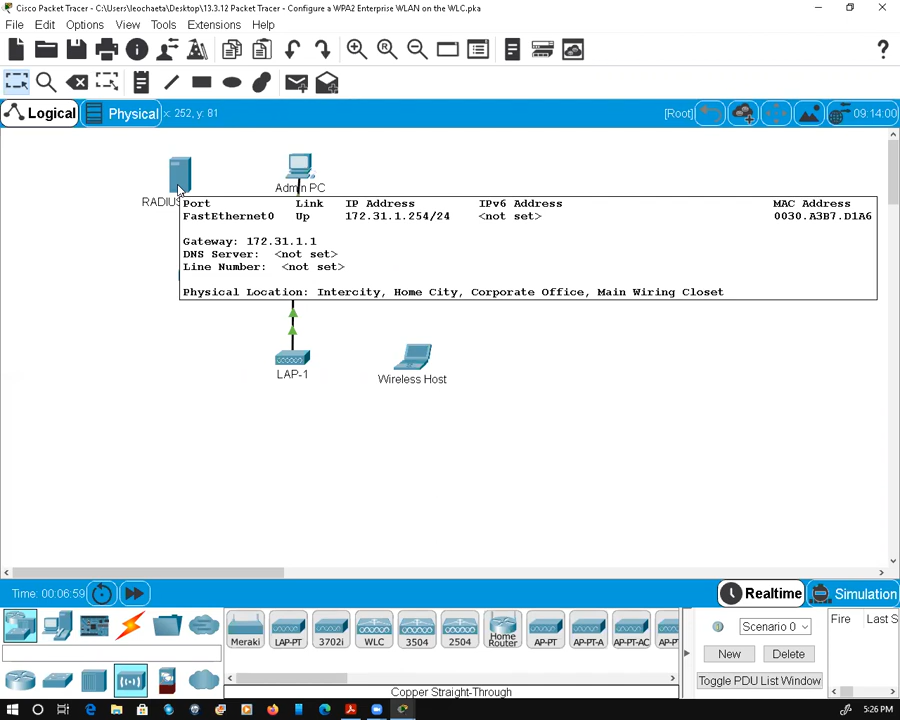 Cisco Packet Tracer - C:\Users\leochaeta\Desktop\13.3.12 Packet Tracer - Configure a WPA2 Enterprise WLAN on the WLC.pka
File Edit Options View Tools Extensions Help
Logical Physical x: 252, y: 81 [Root] 09:14:00
Admin PC
RADIUS
Port Link IP Address IPv6 Address MAC Address
FastEthernet0 Up 172.31.1.254/24 <not set> 0030.A3B7.D1A6
Gateway: 172.31.1.1
DNS Server: <not set>
Line Number: <not set>
Physical Location: Intercity, Home City, Corporate Office, Main Wiring Closet
LAP-1
Wireless Host
Time: 00:06:59 Realtime Simulation
Meraki LAP-PT 3702i WLC 3504 2504 Home Router AP-PT AP-PT-A AP-PT-AC AP-PT
Scenario 0
Fire Last S
New Delete
Toggle PDU List Window
Copper Straight-Through
5:26 PM